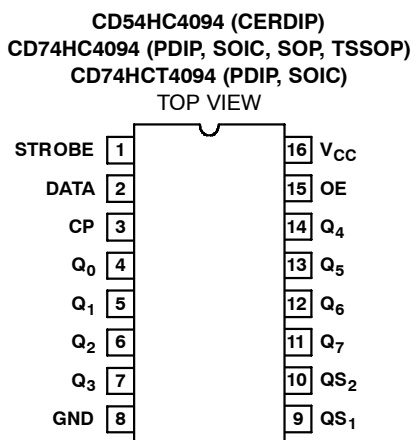 CD54HC4094 (CERDIP)
CD74HC4094 (PDIP, SOIC, SOP, TSSOP)
CD74HCT4094 (PDIP, SOIC)
TOP VIEW
STROBE 1 16 VCC
DATA 2 15 OE
CP 3 14 Q4
Q0 4 13 Q5
Q1 5 12 Q6
Q2 6 11 Q7
Q3 7 10 QS2
GND 8 9 QS1